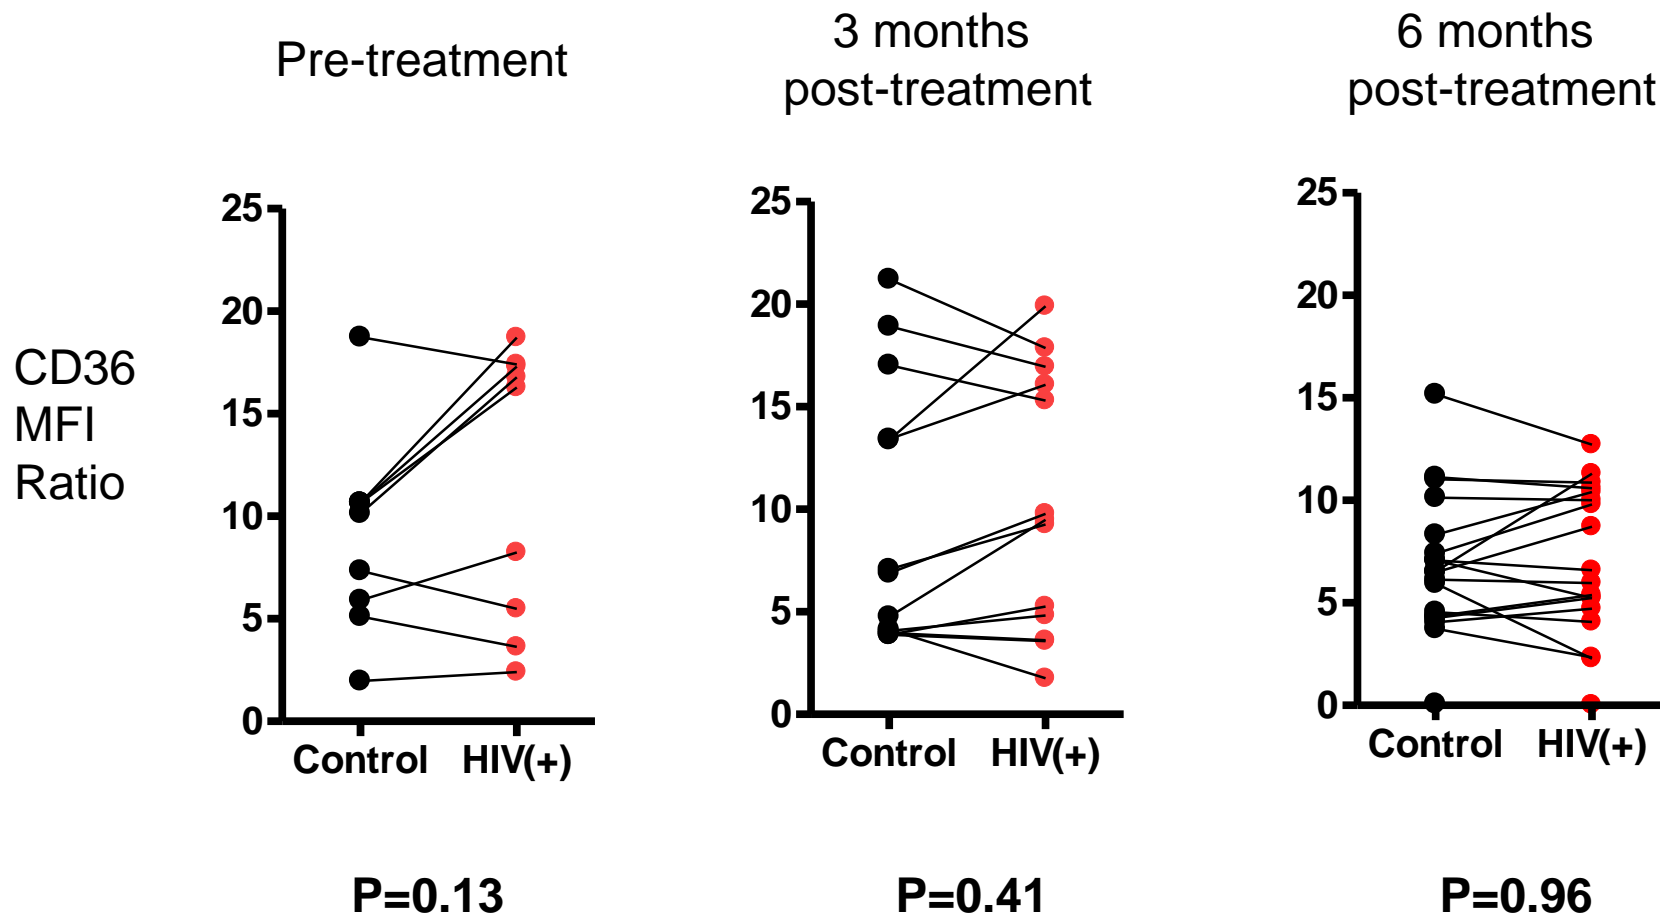 Pre-treatment
3 months
post-treatment
6 months
post-treatment
CD36
MFI
Ratio
25
20
15
10
5
0
Control HIV(+)
25
20
15
10
5
0
Control HIV(+)
25
20
15
10
5
0
Control HIV(+)
P=0.13
P=0.41
P=0.96